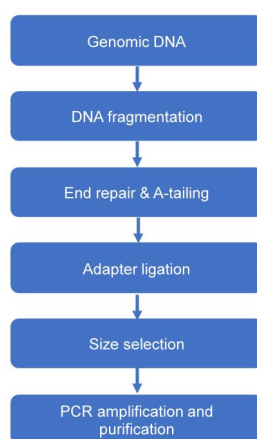 Genomic DNA
DNA fragmentation
End repair & A-tailing
Adapter ligation
Size selection
PCR amplification and
purification